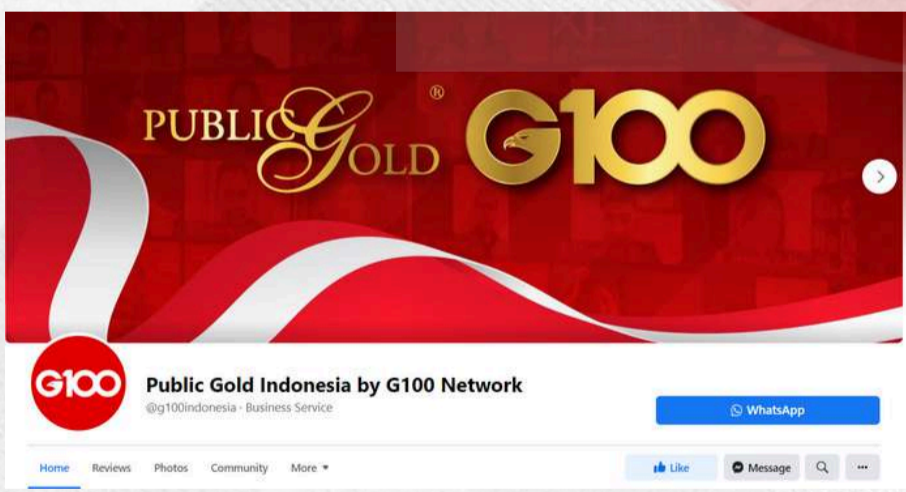 PUBLIC GOLD ® G100
G100
Public Gold Indonesia by G100 Network
@g100indonesia · Business Service
WhatsApp
Home Reviews Photos Community More
Like Message